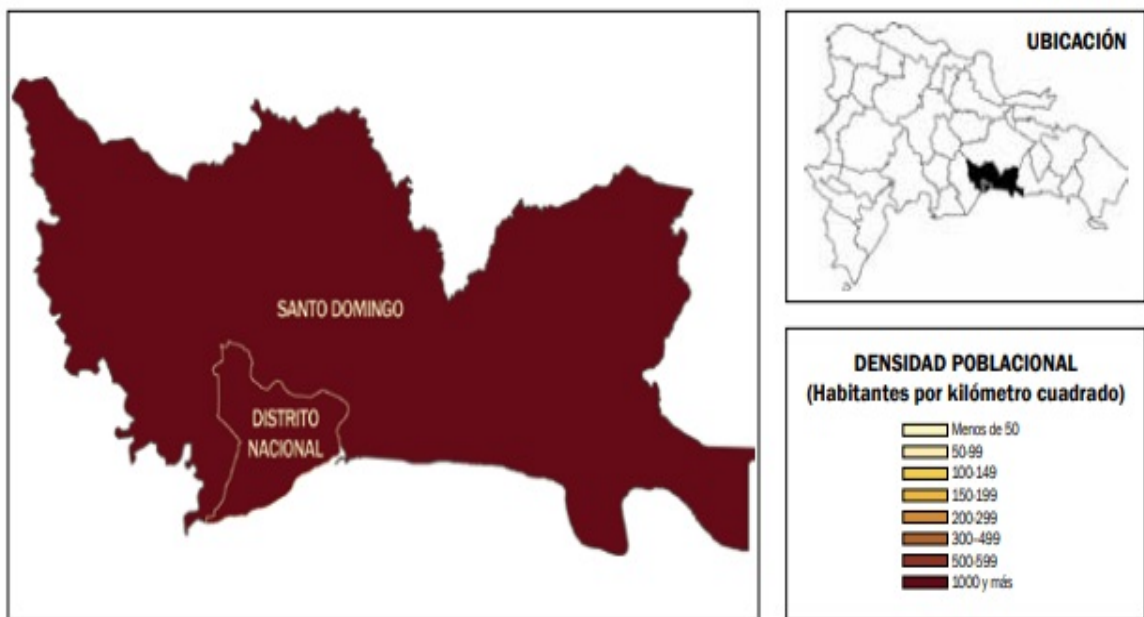 SANTO DOMINGO
DISTRITO
NACIONAL
UBICACIÓN
DENSIDAD POBLACIONAL
(Habitantes por kilómetro cuadrado)
Menos de 50
50-99
100-149
150-199
200-299
300-499
500-599
1000 y más